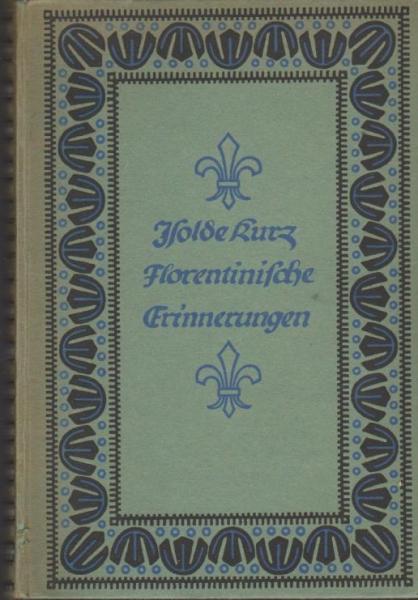 Isolde Kurz
Florentinische
Erinnerungen